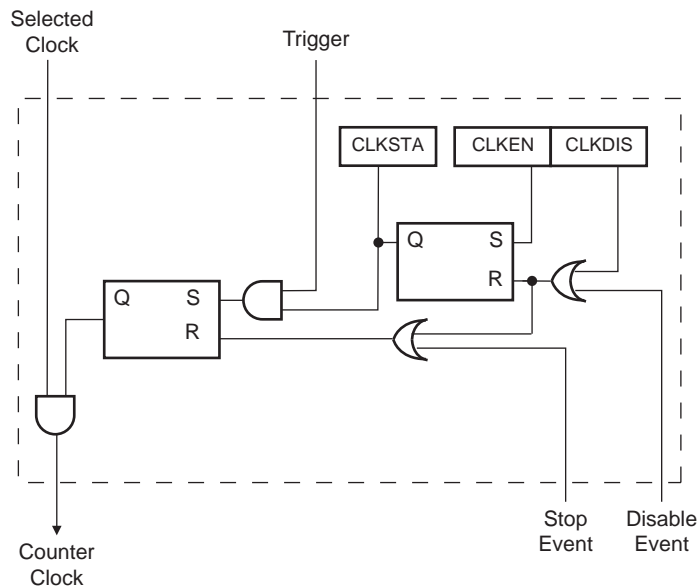 Selected
Clock
Trigger
CLKSTA
CLKEN
CLKDIS
Q
S
R
Q
S
R
Stop
Event
Disable
Event
Counter
Clock